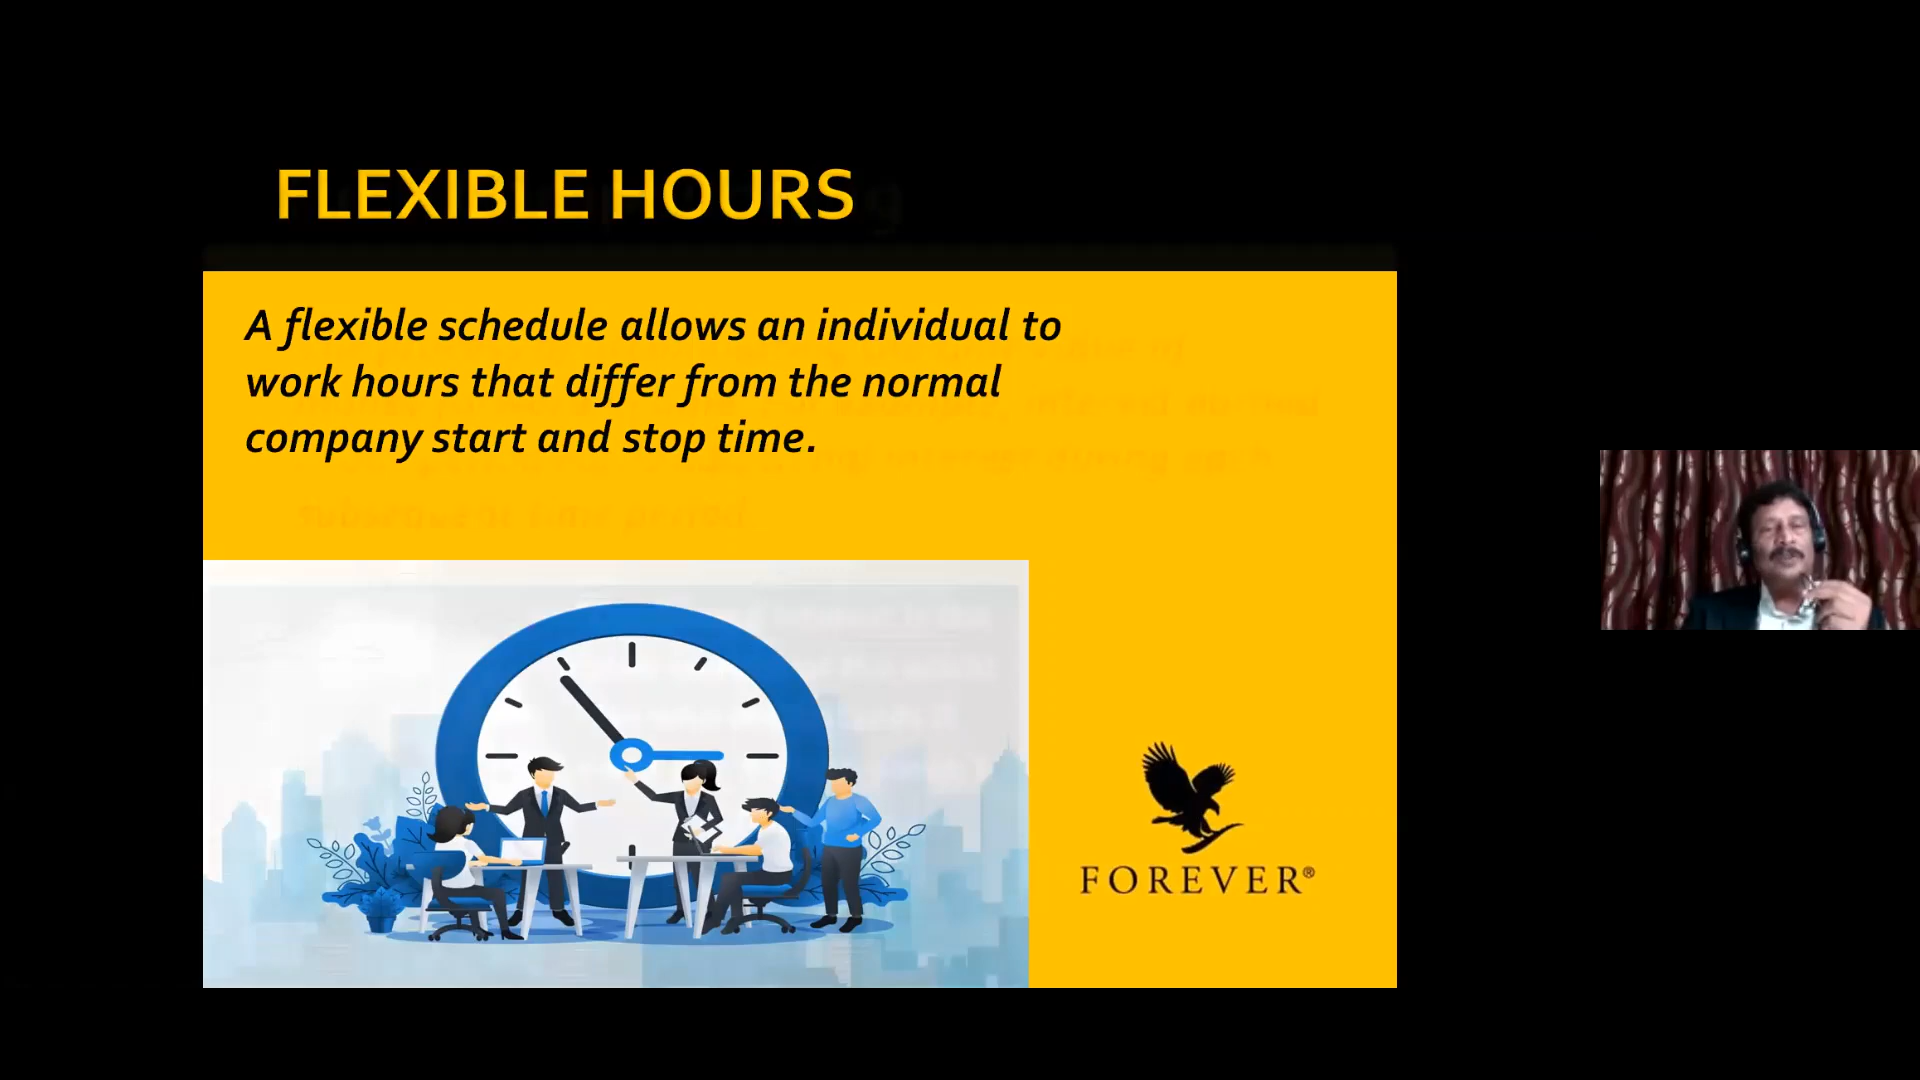 FLEXIBLE HOURS
A flexible schedule allows an individual to
work hours that differ from the normal
company start and stop time.
FOREVER®